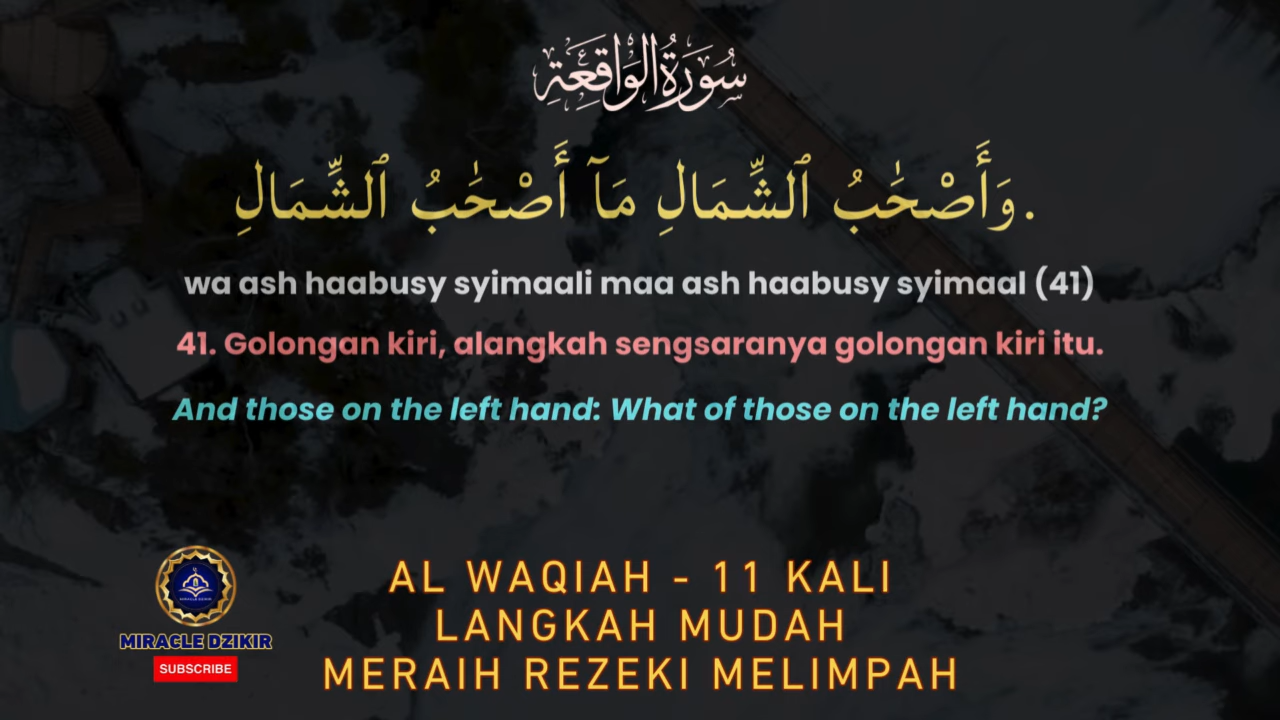 سُورَةُ الوَاقِعَةِ
وَأَصْحَٰبُ ٱلشِّمَالِ مَآ أَصْحَٰبُ ٱلشِّمَالِ.
wa ash haabusy syimaali maa ash haabusy syimaal (41)
41. Golongan kiri, alangkah sengsaranya golongan kiri itu.
And those on the left hand: What of those on the left hand?
MIRACLE DZIKIR
MIRACLE DZIKIR
SUBSCRIBE
AL WAQIAH - 11 KALI
LANGKAH MUDAH
MERAIH REZEKI MELIMPAH